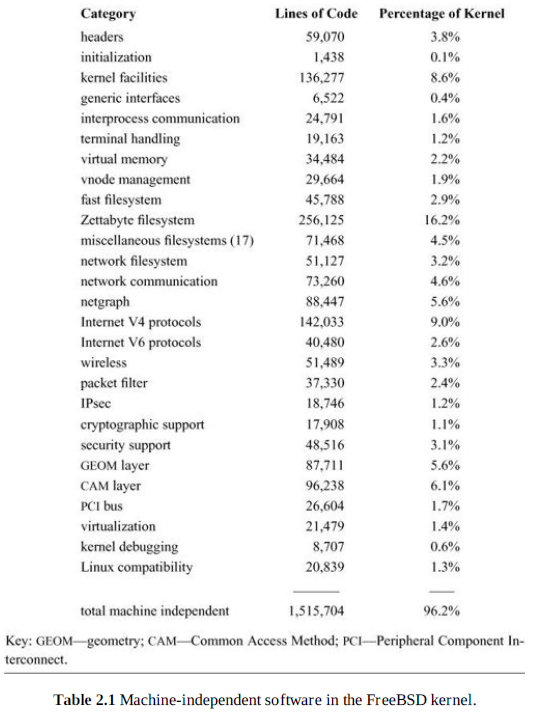 Category Lines of Code Percentage of Kernel
headers 59,070 3.8%
initialization 1,438 0.1%
kernel facilities 136,277 8.6%
generic interfaces 6,522 0.4%
interprocess communication 24,791 1.6%
terminal handling 19,163 1.2%
virtual memory 34,484 2.2%
vnode management 29,664 1.9%
fast filesystem 45,788 2.9%
Zettabyte filesystem 256,125 16.2%
miscellaneous filesystems (17) 71,468 4.5%
network filesystem 51,127 3.2%
network communication 73,260 4.6%
netgraph 88,447 5.6%
Internet V4 protocols 142,033 9.0%
Internet V6 protocols 40,480 2.6%
wireless 51,489 3.3%
packet filter 37,330 2.4%
IPsec 18,746 1.2%
cryptographic support 17,908 1.1%
security support 48,516 3.1%
GEOM layer 87,711 5.6%
CAM layer 96,238 6.1%
PCI bus 26,604 1.7%
virtualization 21,479 1.4%
kernel debugging 8,707 0.6%
Linux compatibility 20,839 1.3%
total machine independent 1,515,704 96.2%
Key: GEOM—geometry; CAM—Common Access Method; PCI—Peripheral Component In-
terconnect.
Table 2.1 Machine-independent software in the FreeBSD kernel.